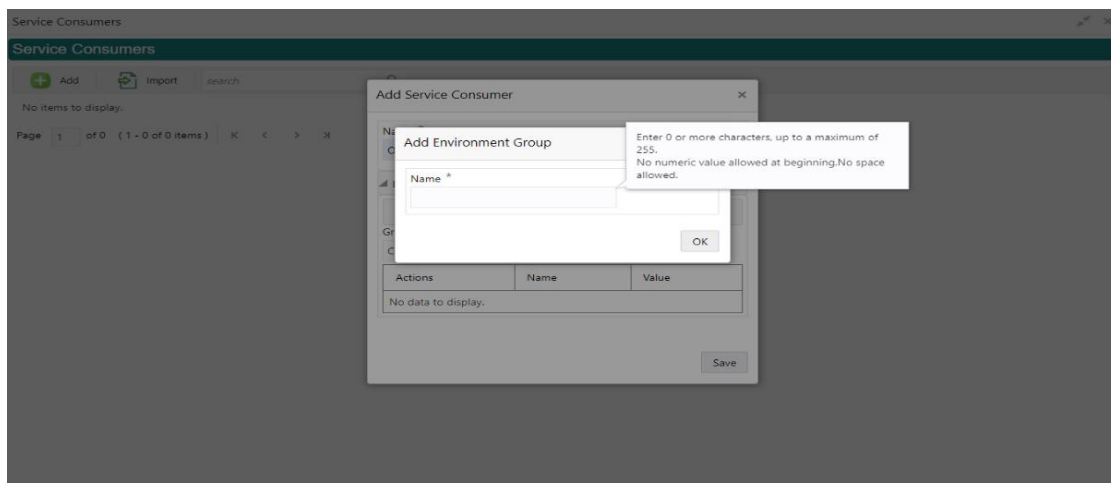 Service Consumers
Service Consumers
Add Import search
No items to display.
Page 1 of 0 (1 - 0 of 0 items)
Add Service Consumer
Add Environment Group
Enter 0 or more characters, up to a maximum of
255.
No numeric value allowed at beginning.No space
allowed.
Name *
OK
Actions Name Value
No data to display.
Save